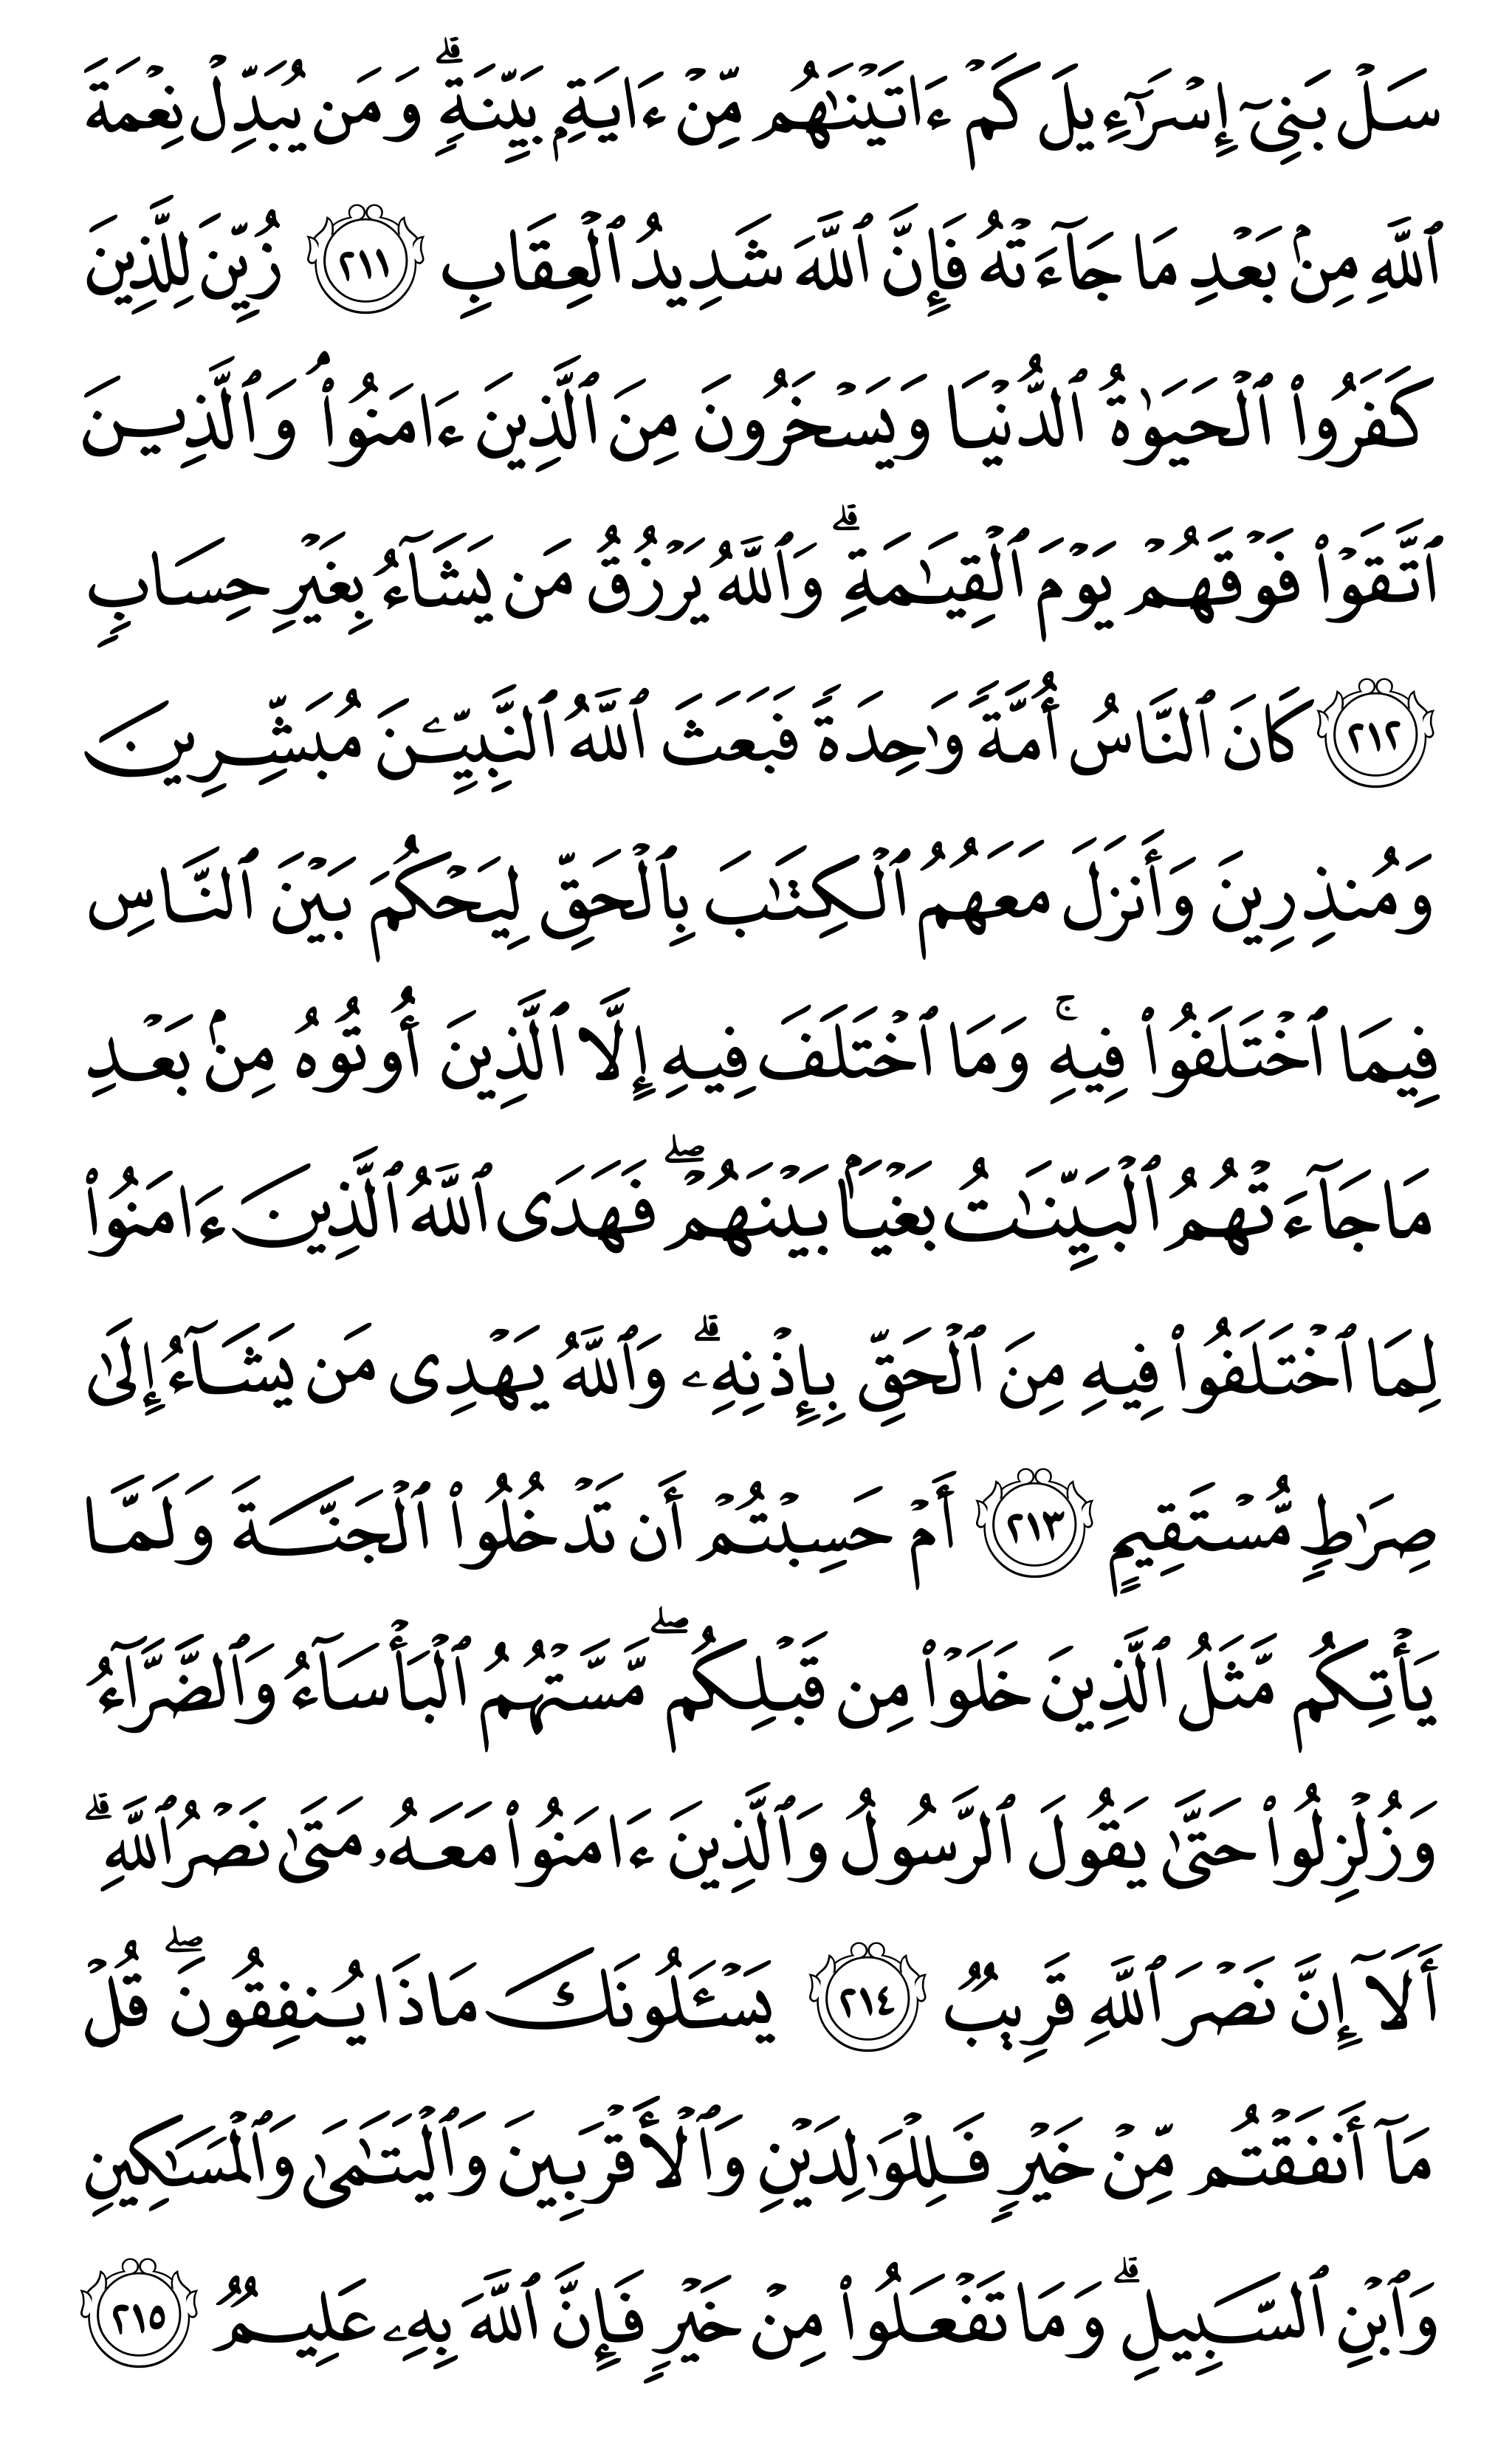 سَلْ بَنِىٓ إِسْرَٰٓءِيلَ كَمْ ءَاتَيْنَـٰهُم مِّنْ ءَايَةٍۭ بَيِّنَةٍ ۗ وَمَن يُبَدِّلْ نِعْمَةَ
ٱللَّهِ مِنۢ بَعْدِ مَا جَآءَتْهُ فَإِنَّ ٱللَّهَ شَدِيدُ ٱلْعِقَابِ ٢١١ زُيِّنَ لِلَّذِينَ
كَفَرُوا۟ ٱلْحَيَوٰةُ ٱلدُّنْيَا وَيَسْخَرُونَ مِنَ ٱلَّذِينَ ءَامَنُوا۟ ۘ وَٱلَّذِينَ
ٱتَّقَوْا۟ فَوْقَهُمْ يَوْمَ ٱلْقِيَـٰمَةِ ۗ وَٱللَّهُ يَرْزُقُ مَن يَشَآءُ بِغَيْرِ حِسَابٍ
٢١٢ كَانَ ٱلنَّاسُ أُمَّةً وَٰحِدَةً فَبَعَثَ ٱللَّهُ ٱلنَّبِيِّـۧنَ مُبَشِّرِينَ
وَمُنذِرِينَ وَأَنزَلَ مَعَهُمُ ٱلْكِتَـٰبَ بِٱلْحَقِّ لِيَحْكُمَ بَيْنَ ٱلنَّاسِ
فِيمَا ٱخْتَلَفُوا۟ فِيهِ ۚ وَمَا ٱخْتَلَفَ فِيهِ إِلَّا ٱلَّذِينَ أُوتُوهُ مِنۢ بَعْدِ
مَا جَآءَتْهُمُ ٱلْبَيِّنَـٰتُ بَغْيًۢا بَيْنَهُمْ ۖ فَهَدَى ٱللَّهُ ٱلَّذِينَ ءَامَنُوا۟
لِمَا ٱخْتَلَفُوا۟ فِيهِ مِنَ ٱلْحَقِّ بِإِذْنِهِۦ ۗ وَٱللَّهُ يَهْدِى مَن يَشَآءُ إِلَىٰ
صِرَٰطٍ مُّسْتَقِيمٍ ٢١٣ أَمْ حَسِبْتُمْ أَن تَدْخُلُوا۟ ٱلْجَنَّةَ وَلَمَّا
يَأْتِكُم مَّثَلُ ٱلَّذِينَ خَلَوْا۟ مِن قَبْلِكُم ۖ مَّسَّتْهُمُ ٱلْبَأْسَآءُ وَٱلضَّرَّآءُ
وَزُلْزِلُوا۟ حَتَّىٰ يَقُولَ ٱلرَّسُولُ وَٱلَّذِينَ ءَامَنُوا۟ مَعَهُۥ مَتَىٰ نَصْرُ ٱللَّهِ ۗ
أَلَآ إِنَّ نَصْرَ ٱللَّهِ قَرِيبٌ ٢١٤ يَسْـَٔلُونَكَ مَاذَا يُنفِقُونَ ۖ قُلْ
مَآ أَنفَقْتُم مِّنْ خَيْرٍ فَلِلْوَٰلِدَيْنِ وَٱلْأَقْرَبِينَ وَٱلْيَتَـٰمَىٰ وَٱلْمَسَـٰكِينِ
وَٱبْنِ ٱلسَّبِيلِ ۗ وَمَا تَفْعَلُوا۟ مِنْ خَيْرٍ فَإِنَّ ٱللَّهَ بِهِۦ عَلِيمٌ ٢١٥